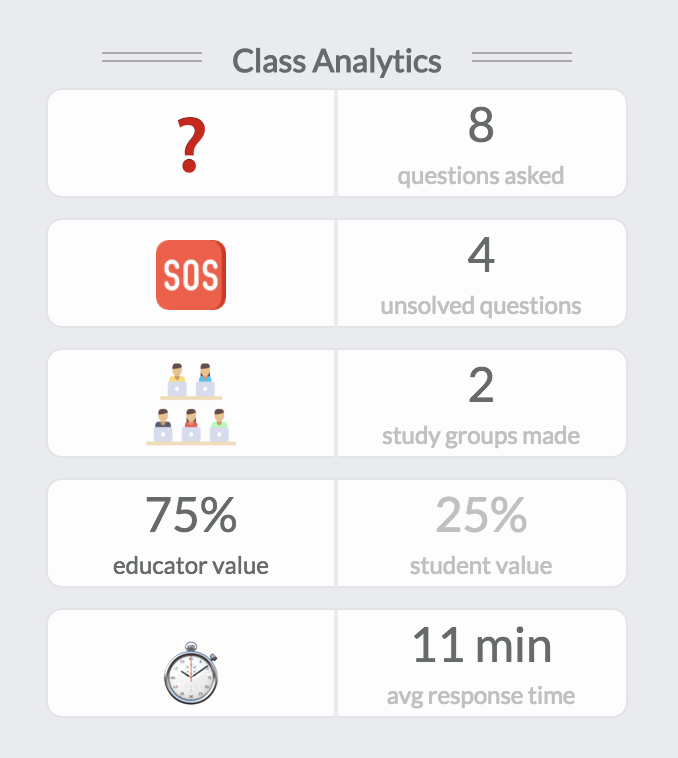 Class Analytics
?
8
questions asked
SOS
4
unsolved questions
2
study groups made
75%
educator value
25%
student value
11 min
avg response time